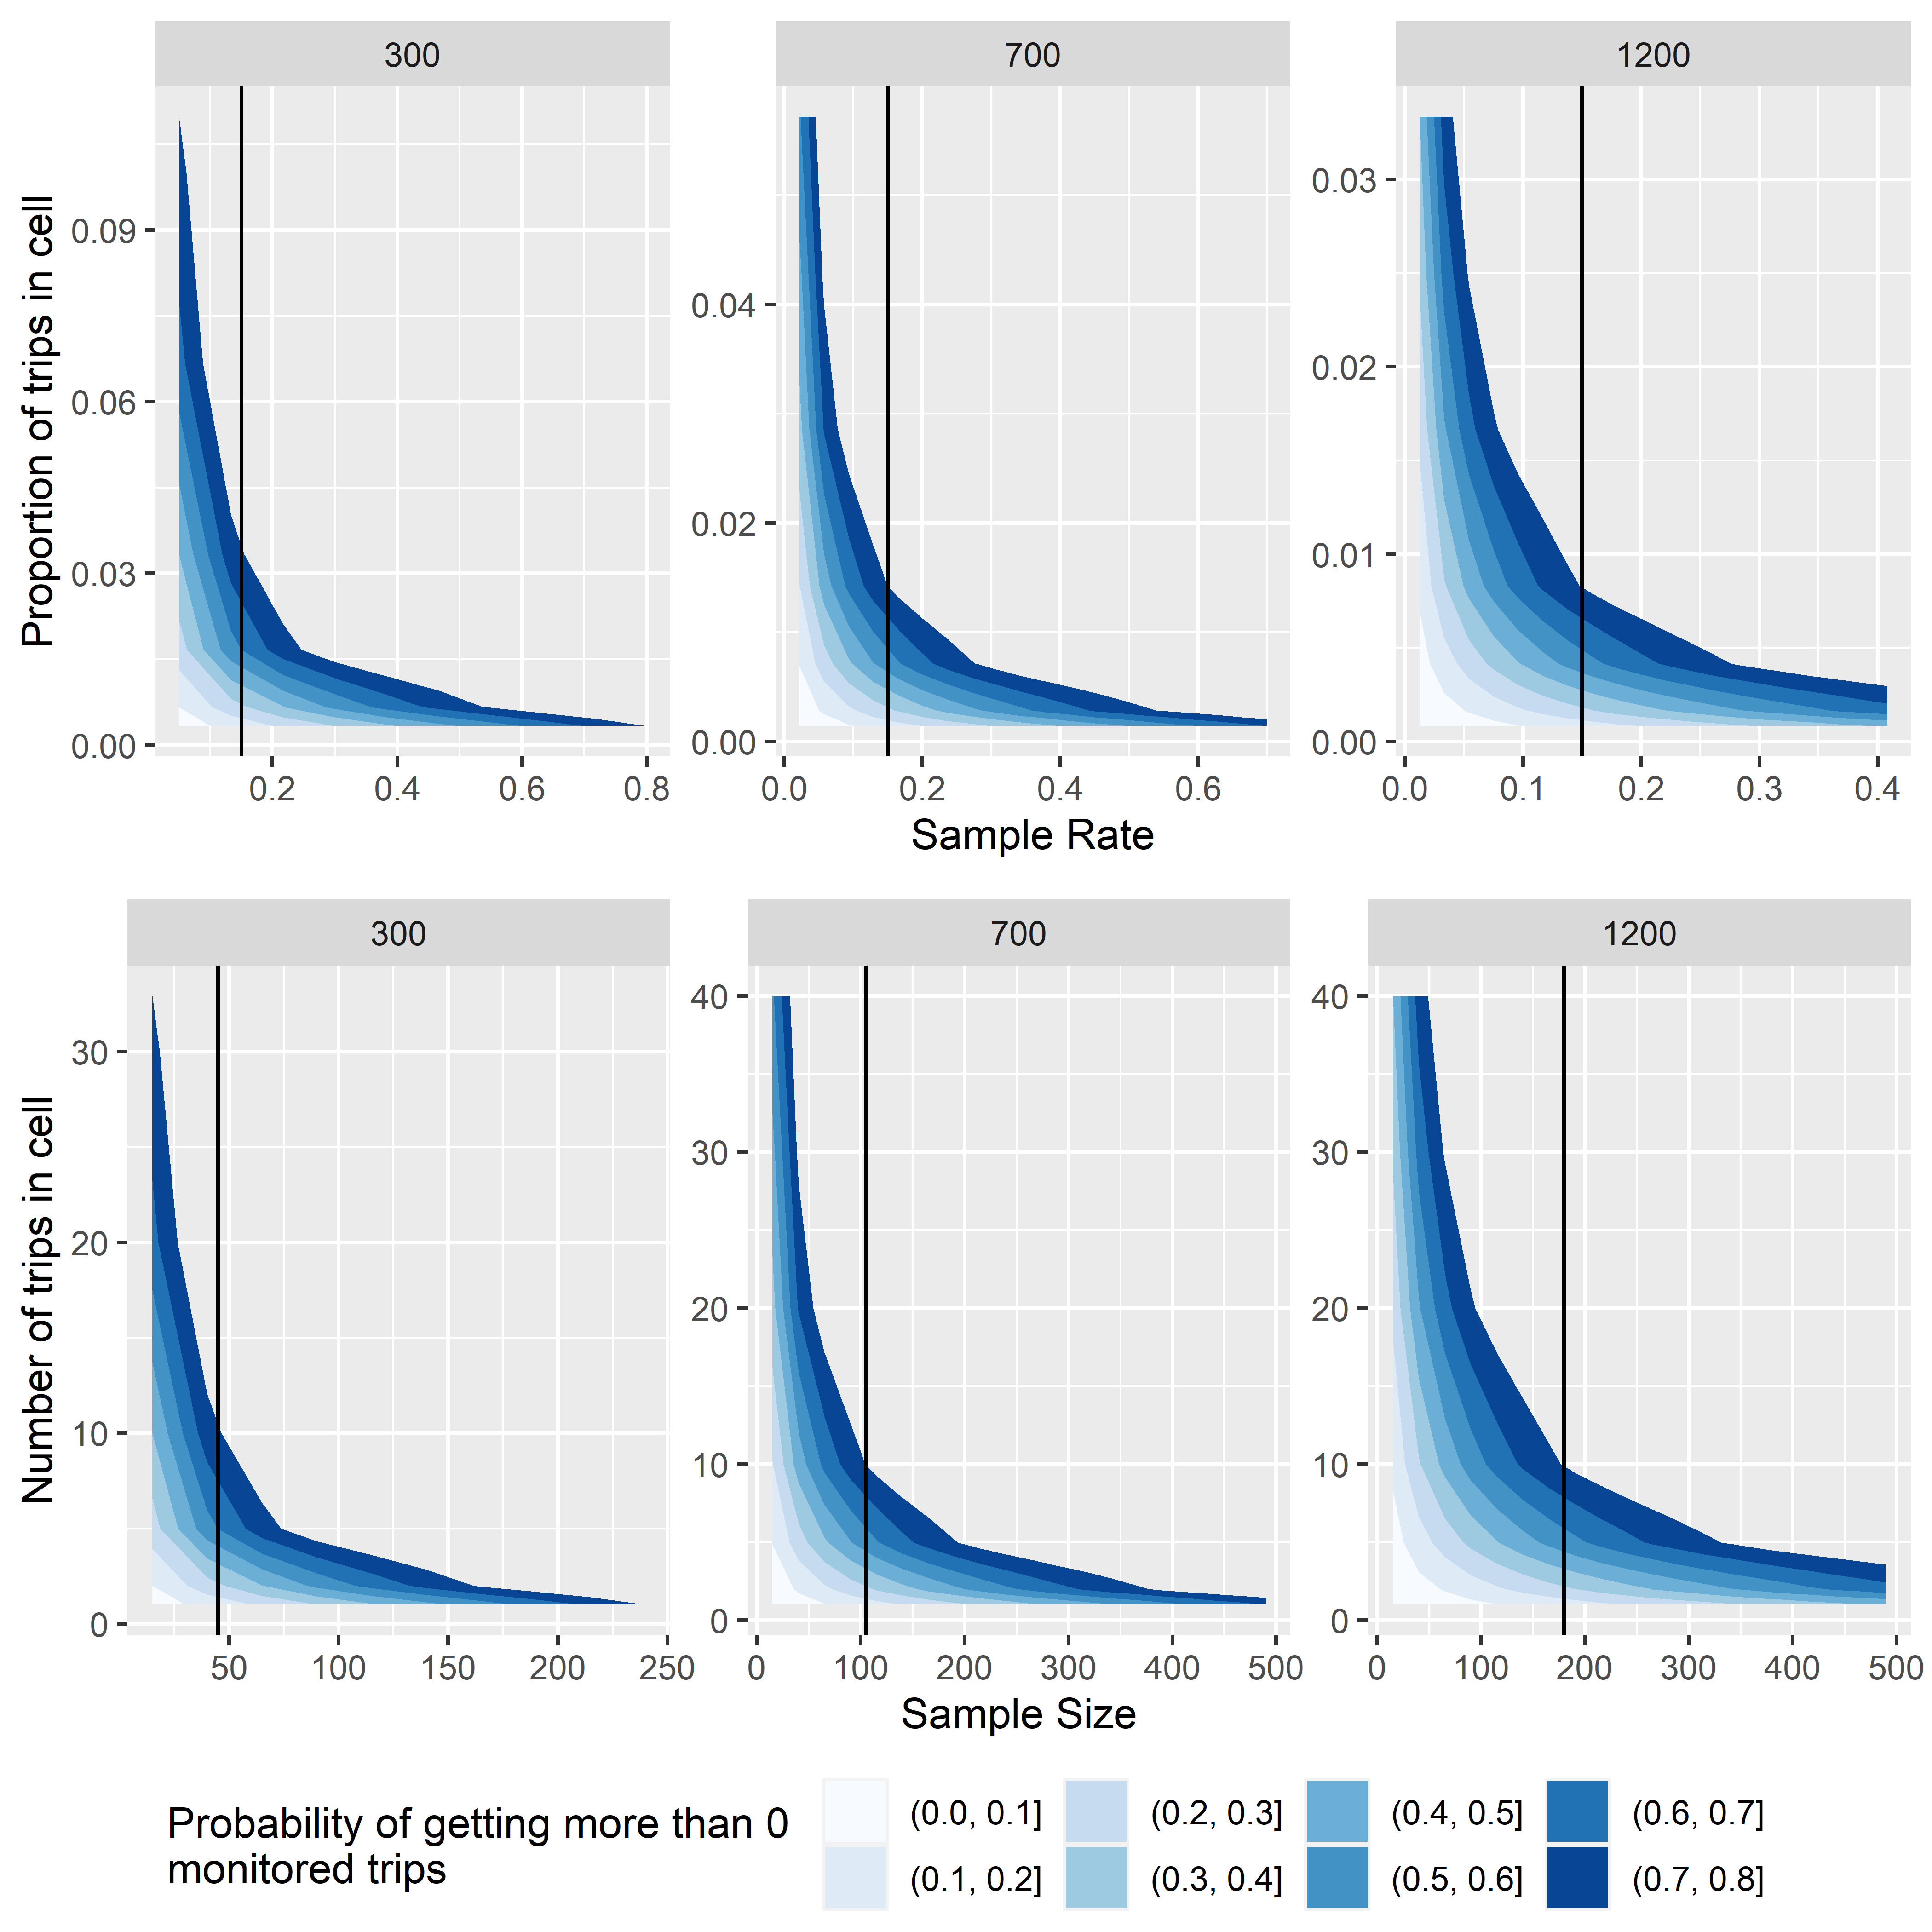 300 700 1200
Proportion of trips in cell
0.09
0.06
0.03
0.00
0.04
0.02
0.00
0.03
0.02
0.01
0.00
0.2 0.4 0.6 0.8
0.0 0.2 0.4 0.6
0.0 0.1 0.2 0.3 0.4
Sample Rate
300 700 1200
Number of trips in cell
30
20
10
0
40
30
20
10
0
40
30
20
10
0
50 100 150 200 250
0 100 200 300 400 500
0 100 200 300 400 500
Sample Size
Probability of getting more than 0
monitored trips
(0.0, 0.1] (0.2, 0.3] (0.4, 0.5] (0.6, 0.7]
(0.1, 0.2] (0.3, 0.4] (0.5, 0.6] (0.7, 0.8]